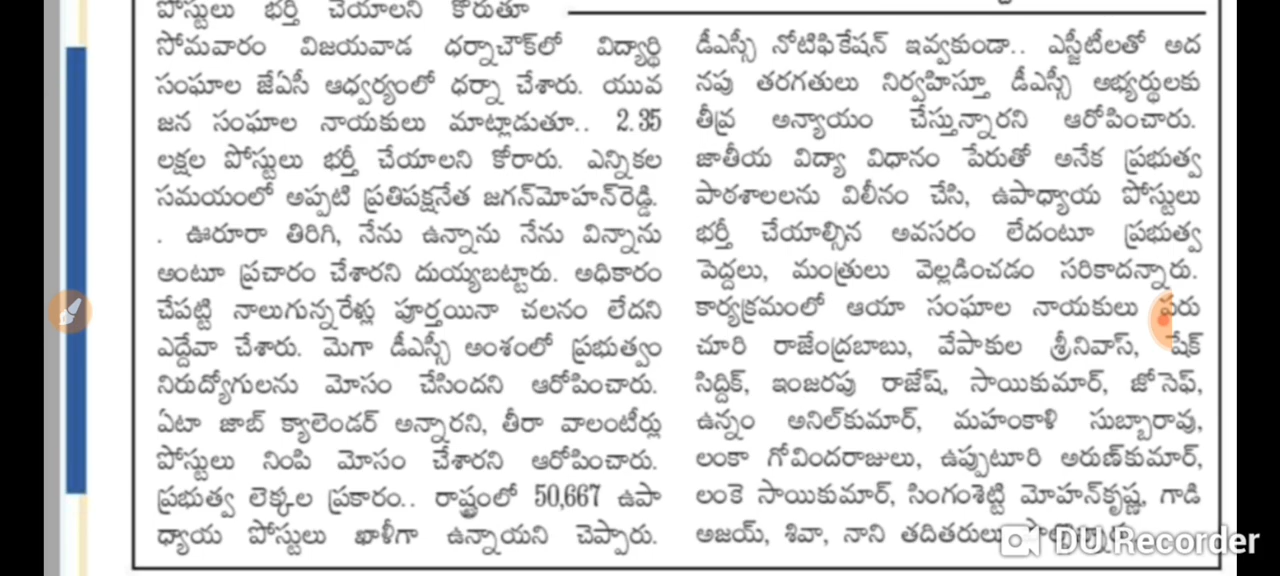 పోస్టులు భర్తీ చేయాలని కోరుతూ
సోమవారం విజయవాడ ధర్నాచౌక్‌లో విద్యార్థి
సంఘాల జేఏసీ ఆధ్వర్యంలో ధర్నా చేశారు. యువ
జన సంఘాల నాయకులు మాట్లాడుతూ.. 2.35
లక్షల పోస్టులు భర్తీ చేయాలని కోరారు. ఎన్నికల
సమయంలో అప్పటి ప్రతిపక్షనేత జగన్‌మోహన్‌రెడ్డి.
. ఊరూరా తిరిగి, నేను ఉన్నాను నేను విన్నాను
అంటూ ప్రచారం చేశారని దుయ్యబట్టారు. అధికారం
చేపట్టి నాలుగున్నరేళ్లు పూర్తయినా చలనం లేదని
ఎద్దేవా చేశారు. మెగా డీఎస్సీ అంశంలో ప్రభుత్వం
నిరుద్యోగులను మోసం చేసిందని ఆరోపించారు.
ఏటా జాబ్ క్యాలెండర్ అన్నారని, తీరా వాలంటీర్లు
పోస్టులు నింపి మోసం చేశారని ఆరోపించారు.
ప్రభుత్వ లెక్కల ప్రకారం.. రాష్ట్రంలో 50,667 ఉపా
ధ్యాయ పోస్టులు ఖాళీగా ఉన్నాయని చెప్పారు.
డీఎస్సీ నోటిఫికేషన్ ఇవ్వకుండా.. ఎస్జీటీలతో అద
నపు తరగతులు నిర్వహిస్తూ డీఎస్సీ అభ్యర్థులకు
తీవ్ర అన్యాయం చేస్తున్నారని ఆరోపించారు.
జాతీయ విద్యా విధానం పేరుతో అనేక ప్రభుత్వ
పాఠశాలలను విలీనం చేసి, ఉపాధ్యాయ పోస్టులు
భర్తీ చేయాల్సిన అవసరం లేదంటూ ప్రభుత్వ
పెద్దలు, మంత్రులు వెల్లడించడం సరికాదన్నారు.
కార్యక్రమంలో ఆయా సంఘాల నాయకులు పరు
చూరి రాజేంద్రబాబు, వేపాకుల శ్రీనివాస్, షేక్
సిద్దిక్, ఇంజరపు రాజేష్, సాయికుమార్, జోసెఫ్,
ఉన్నం అనిల్‌కుమార్, మహంకాళి సుబ్బారావు,
లంకా గోవిందరాజులు, ఉప్పుటూరి అరుణ్‌కుమార్,
లంకె సాయికుమార్, సింగంశెట్టి మోహన్‌కృష్ణ, గాడి
అజయ్, శివా, నాని తదితరులు
DU Recorder